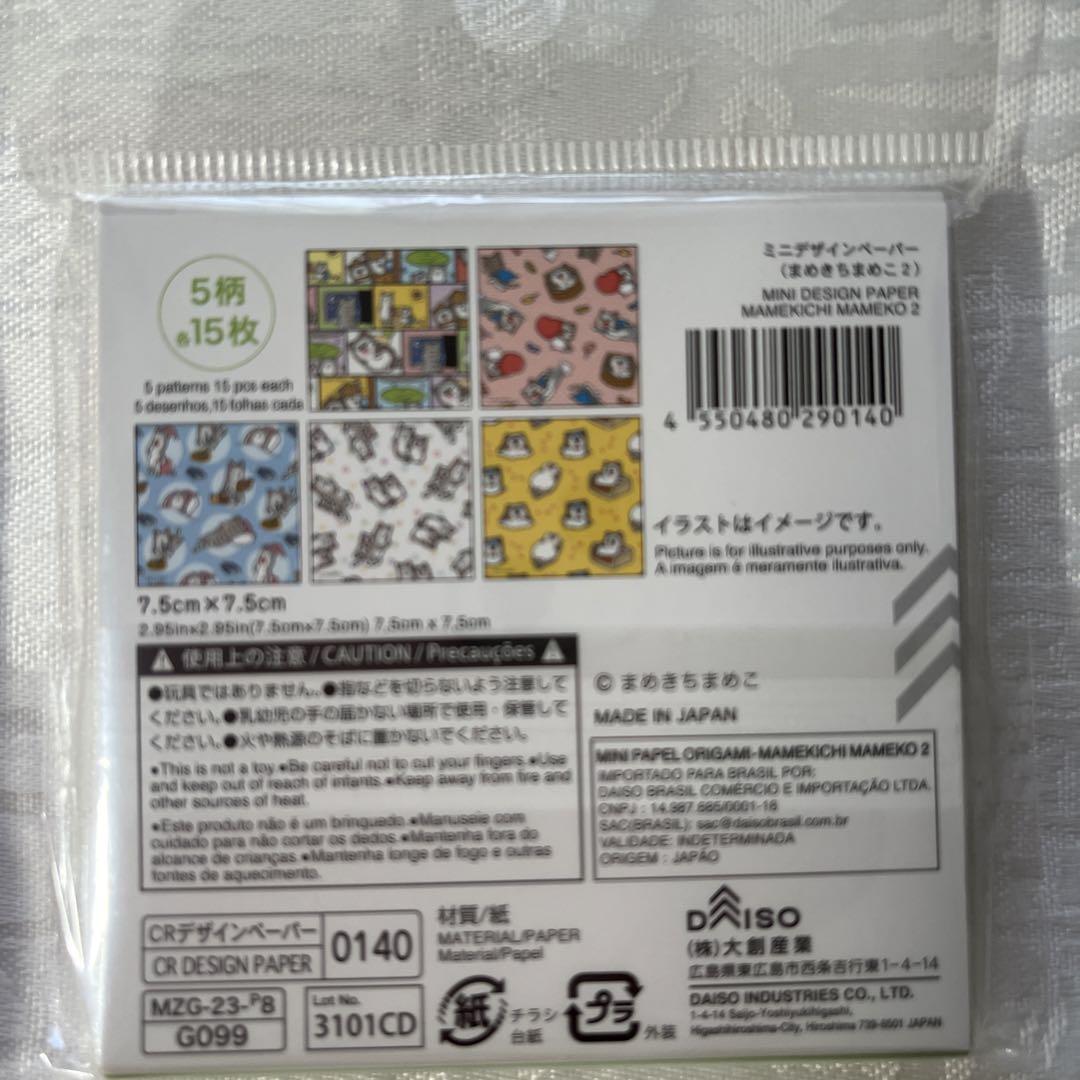 5柄
各15枚
5 patterns 15 pcs each
5 desenhos,15 folhas cada
ミニデザインペーパー
(まめきちまめこ2)
MINI DESIGN PAPER
MAMEKICHI MAMEKO 2
4 550480 290140
イラストはイメージです。
Picture is for illustrative purposes only.
A imagem é meramente ilustrativa.
7.5cm×7.5cm
2.95in×2.95in(7.5cm×7.5cm) 7,5cm x 7,5cm
使用上の注意/CAUTION/Precauções
●玩具ではありません。●指などを切らないよう注意して
ください。●乳幼児の手の届かない場所で使用・保管して
ください。●火や熱源のそばに置かないでください。
●This is not a toy.●Be careful not to cut your fingers.●Use
and keep out of reach of infants.●Keep away from fire and
other sources of heat.
●Este produto não é um brinquedo.●Manuseie com
cuidado para não cortar os dedos.●Mantenha fora do
alcance de crianças.●Mantenha longe de fogo e outras
fontes de aquecimento.
© まめきちまめこ
MADE IN JAPAN
MINI PAPEL ORIGAMI-MAMEKICHI MAMEKO 2
IMPORTADO PARA BRASIL POR:
DAISO BRASIL COMÉRCIO E IMPORTAÇÃO LTDA.
CNPJ : 14.987.685/0001-18
SAC(BRASIL): sac@daisobrasil.com.br
VALIDADE: INDETERMINADA
ORIGEM : JAPÃO
CRデザインペーパー
CR DESIGN PAPER
0140
MZG-23-P8
G099
Lot No.
3101CD
材質/紙
MATERIAL/PAPER
Material/Papel
紙
チラシ
台紙
プラ
外装
DAISO
(株)大創産業
広島県東広島市西条吉行東1-4-14
DAISO INDUSTRIES CO., LTD.
1-4-14 Saijo-Yoshiyukihigashi,
Higashihiroshima-City, Hiroshima 739-8501 JAPAN